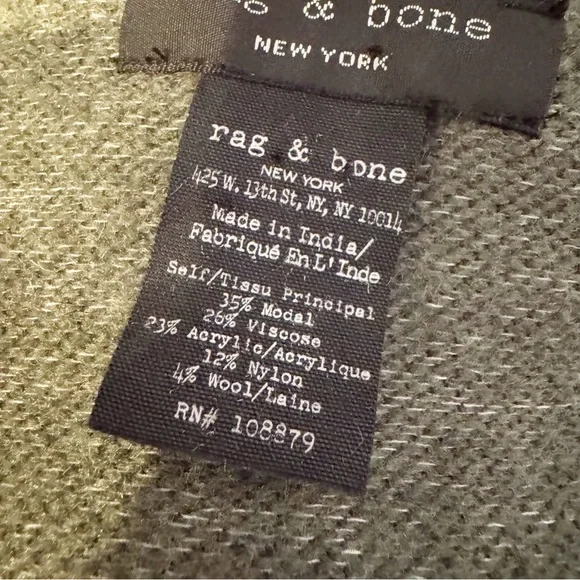 & bone
NEW YORK
rag & bone
NEW YORK
425 W. 13th St, NY, NY 10014
Made in India/
Fabriqué En L'Inde
Self/Tissu Principal
35% Modal
26% Viscose
23% Acrylic/Acrylique
12% Nylon
4% Wool/Laine
RN# 108879